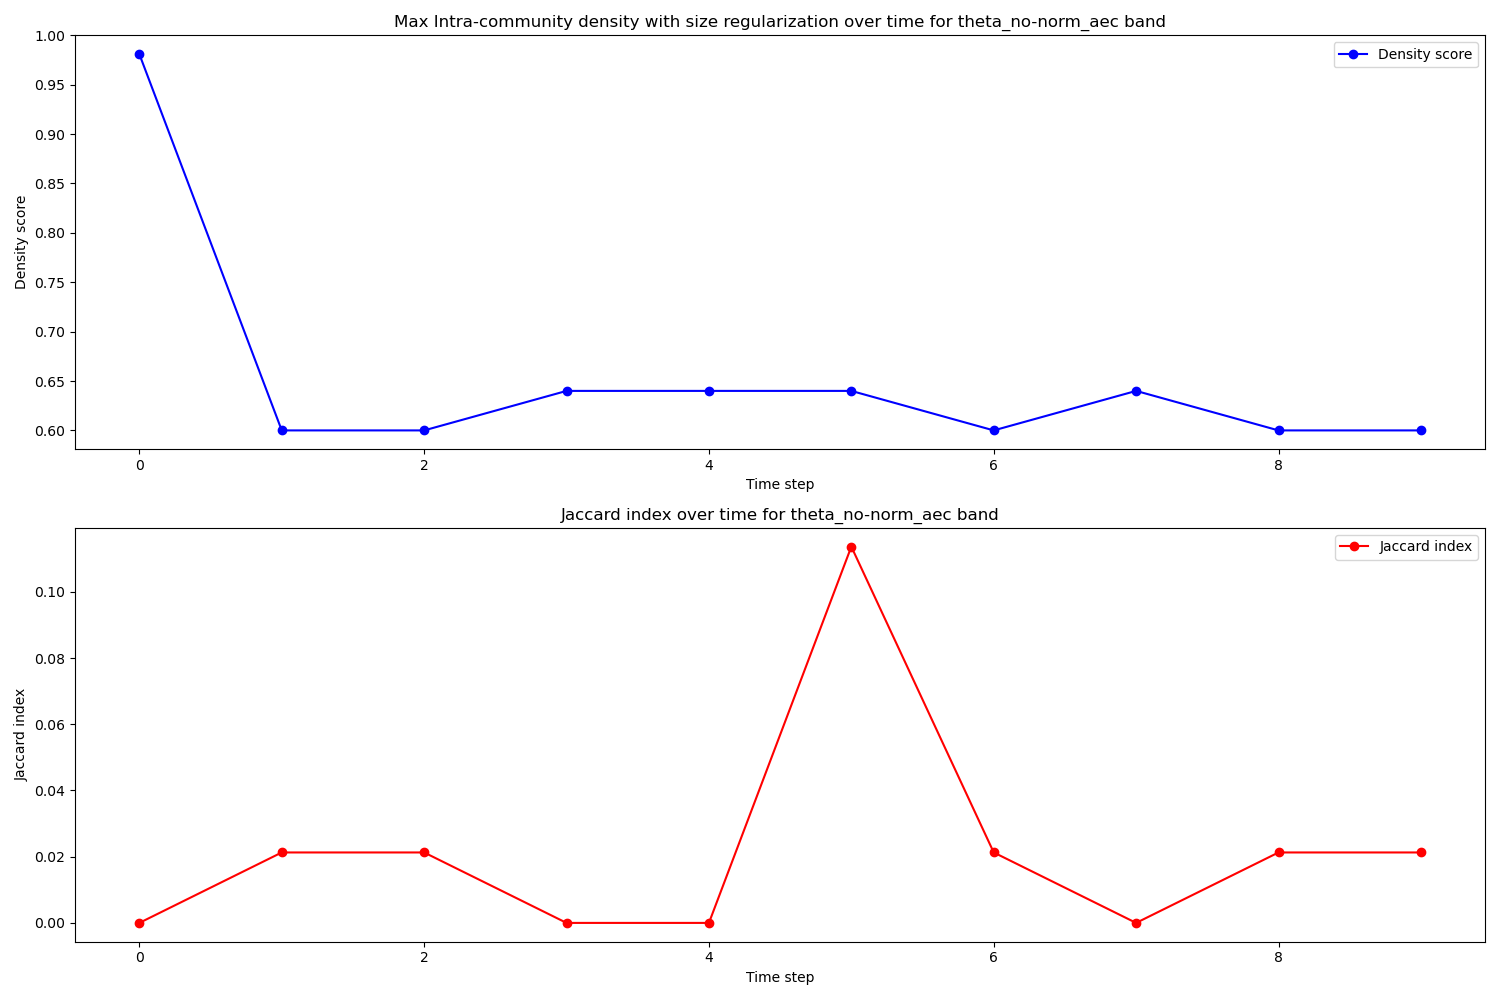 Max Intra-community density with size regularization over time for theta_no-norm_aec band
Density score
1.00
0.95
0.90
0.85
0.80
0.75
0.70
0.65
0.60
Density score
0 2 4 6 8
Time step
Jaccard index over time for theta_no-norm_aec band
Jaccard index
0.10
0.08
0.06
0.04
0.02
0.00
Jaccard index
0 2 4 6 8
Time step